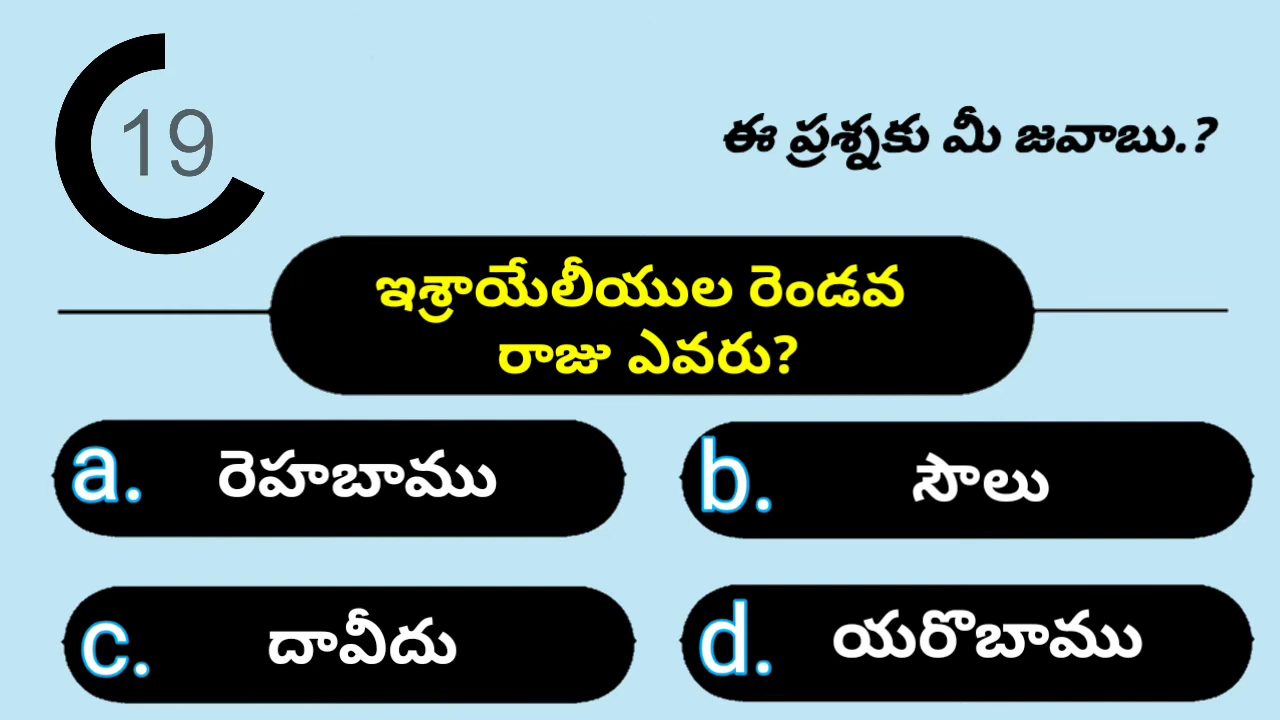 19
ఈ ప్రశ్నకు మీ జవాబు.?
ఇశ్రాయేలీయుల రెండవ
రాజు ఎవరు?
a. రెహబాము
b. సౌలు
c. దావీదు
d. యరొబాము